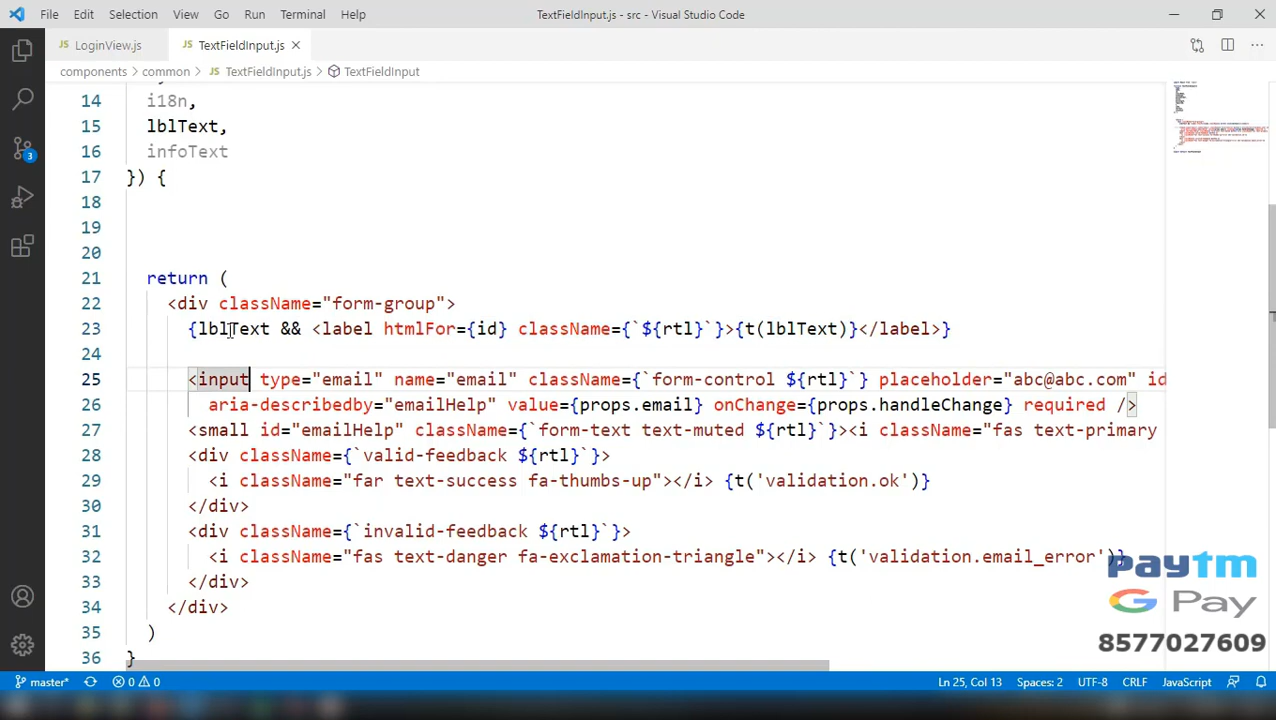 File Edit Selection View Go Run Terminal Help TextFieldInput.js - src - Visual Studio Code
JS LoginView.js JS TextFieldInput.js
components > common > JS TextFieldInput.js > TextFieldInput
14 i18n,
15 lblText,
16 infoText
17 }) {
18
19
20
21 return (
22 <div className="form-group">
23 {lblText && <label htmlFor={id} className={`${rtl}`}>{t(lblText)}</label>}
24
25 <input type="email" name="email" className={`form-control ${rtl}`} placeholder="abc@abc.com" id
26 aria-describedby="emailHelp" value={props.email} onChange={props.handleChange} required />
27 <small id="emailHelp" className={`form-text text-muted ${rtl}`}><i className="fas text-primary
28 <div className={`valid-feedback ${rtl}`}>
29 <i className="far text-success fa-thumbs-up"></i> {t('validation.ok')}
30 </div>
31 <div className={`invalid-feedback ${rtl}`}>
32 <i className="fas text-danger fa-exclamation-triangle"></i> {t('validation.email_error')}
33 </div>
34 </div>
35 )
36 }
paytm
G Pay
8577027609
3
master* 0 0 Ln 25, Col 13 Spaces: 2 UTF-8 CRLF JavaScript